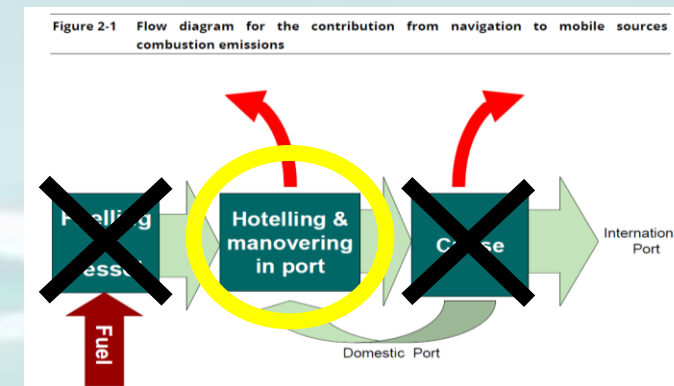 Figure 2-1 Flow diagram for the contribution from navigation to mobile sources
combustion emissions
Hotelling &
manovering
in port
Internation
Port
Fuel
Domestic Port